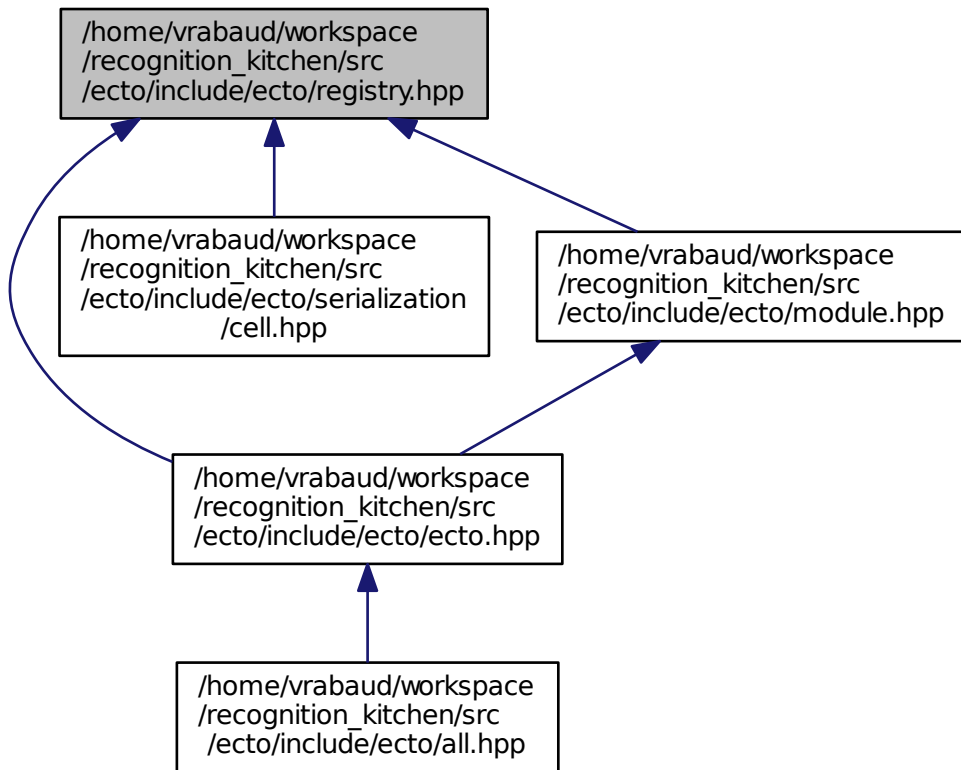 /home/vrabaud/workspace
/recognition_kitchen/src
/ecto/include/ecto/registry.hpp
/home/vrabaud/workspace
/recognition_kitchen/src
/ecto/include/ecto/serialization
/cell.hpp
/home/vrabaud/workspace
/recognition_kitchen/src
/ecto/include/ecto/module.hpp
/home/vrabaud/workspace
/recognition_kitchen/src
/ecto/include/ecto/ecto.hpp
/home/vrabaud/workspace
/recognition_kitchen/src
/ecto/include/ecto/all.hpp